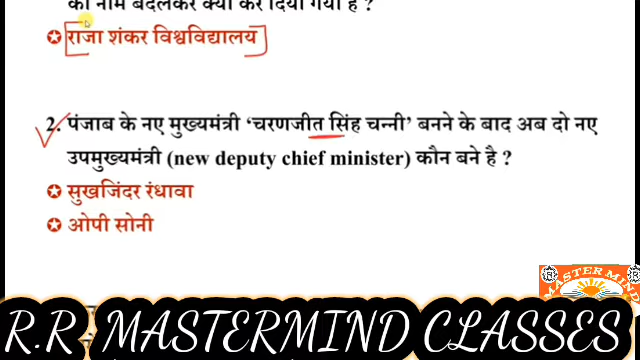 का नाम बदलकर क्या कर दिया गया है ?
राजा शंकर विश्वविद्यालय
2. पंजाब के नए मुख्यमंत्री ‘चरणजीत सिंह चन्नी’ बनने के बाद अब दो नए
उपमुख्यमंत्री (new deputy chief minister) कौन बने है ?
सुखजिंदर रंधावा
ओपी सोनी
MASTER MIND
R.R MASTERMIND CLASSES